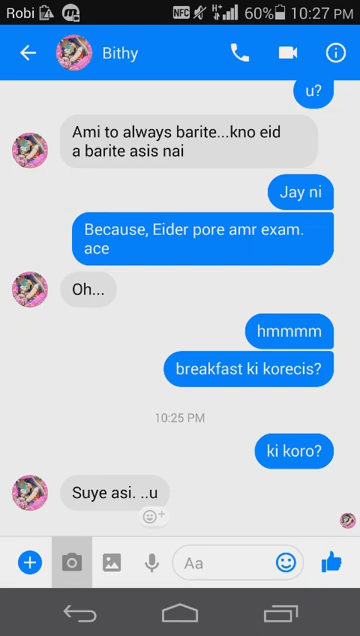 Robi NFC H+ 60% 10:27 PM
Bithy
u?
Ami to always barite...kno eid
a barite asis nai
Jay ni
Because, Eider pore amr exam.
ace
Oh...
hmmmm
breakfast ki korecis?
10:25 PM
ki koro?
Suye asi. ..u
Aa